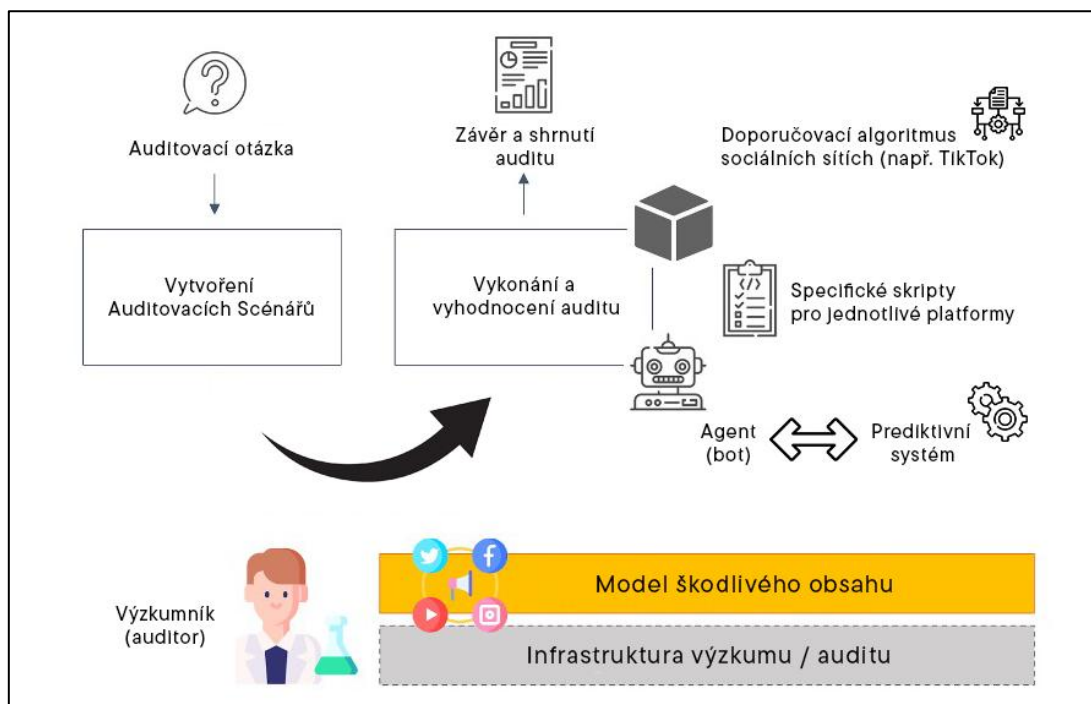 Auditovací otázka
Závěr a shrnutí
auditu
Doporučovací algoritmus
sociálních sítích (např. TikTok)
Vytvoření
Auditovacích Scénářů
Vykonání a
vyhodnocení auditu
Specifické skripty
pro jednotlivé platformy
Agent
(bot)
Prediktivní
systém
Výzkumník
(auditor)
Model škodlivého obsahu
Infrastruktura výzkumu / auditu